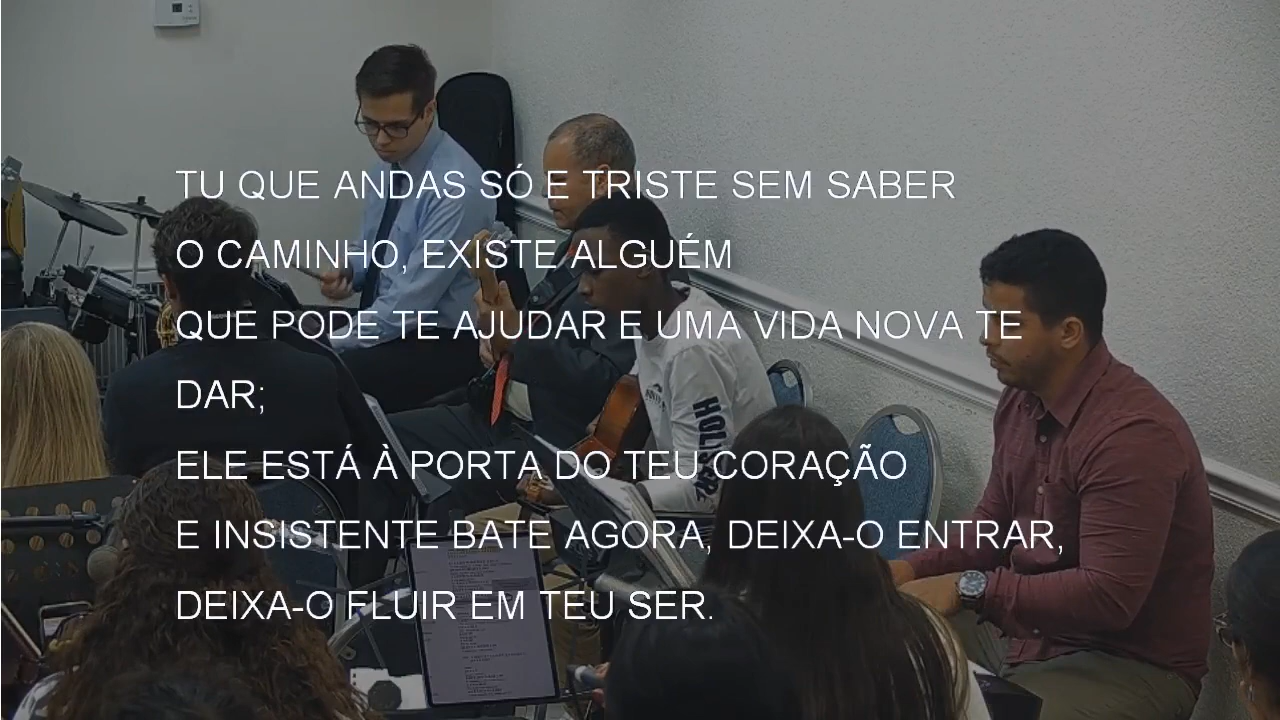 TU QUE ANDAS SÓ E TRISTE SEM SABER
O CAMINHO, EXISTE ALGUÉM
QUE PODE TE AJUDAR E UMA VIDA NOVA TE
DAR;
ELE ESTÁ À PORTA DO TEU CORAÇÃO
E INSISTENTE BATE AGORA, DEIXA-O ENTRAR,
DEIXA-O FLUIR EM TEU SER.